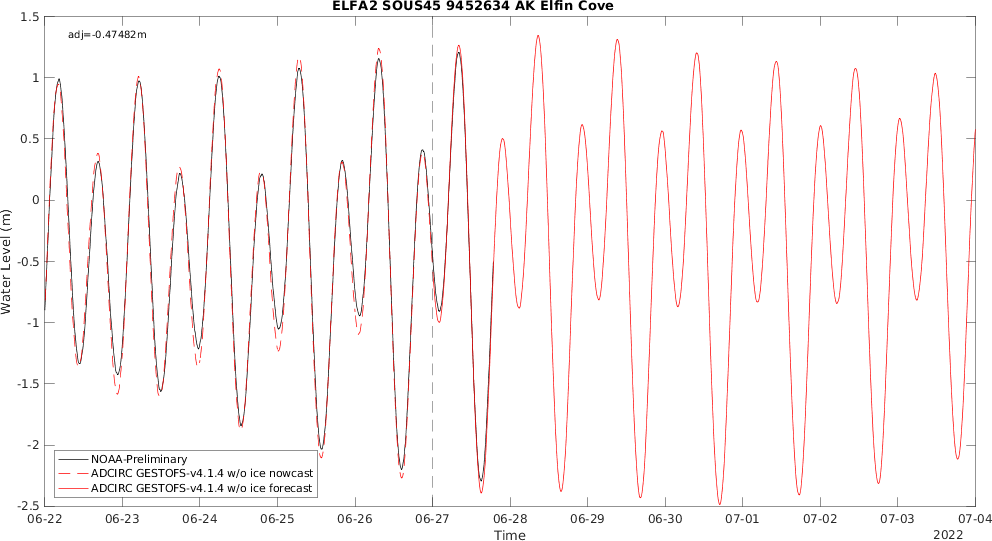 ELFA2 SOUS45 9452634 AK Elfin Cove
adj=-0.47482m
1.5
1
0.5
0
-0.5
-1
-1.5
-2
-2.5
Water Level (m)
NOAA-Preliminary
ADCIRC GESTOFS-v4.1.4 w/o ice nowcast
ADCIRC GESTOFS-v4.1.4 w/o ice forecast
06-22 06-23 06-24 06-25 06-26 06-27 06-28 06-29 06-30 07-01 07-02 07-03 07-04
Time
2022